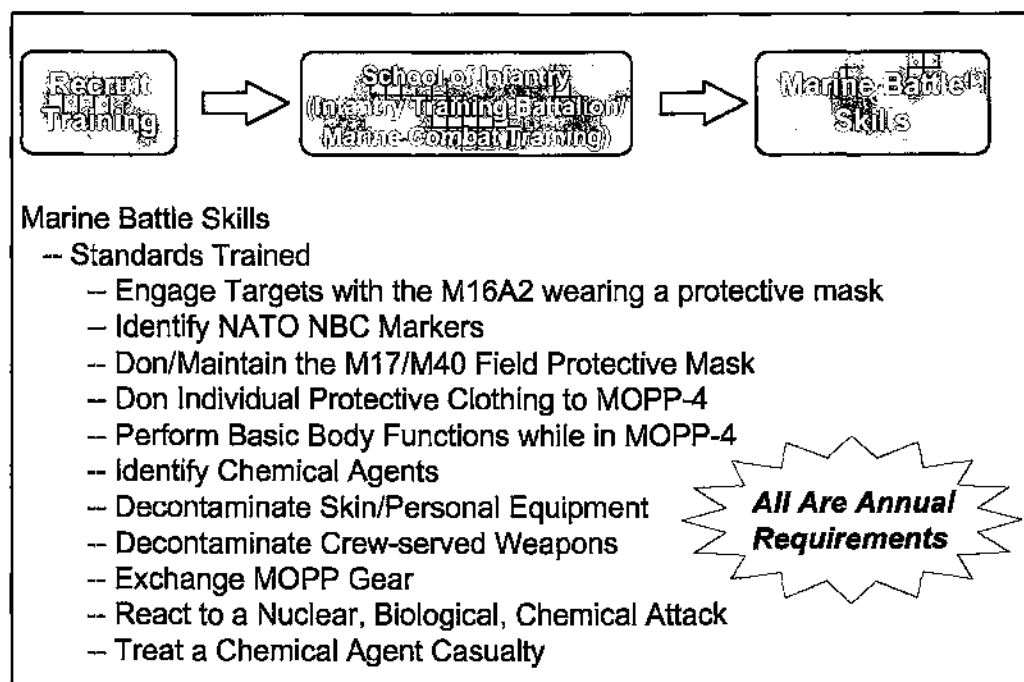 Recruit
Training
School of Infantry
(Infantry Training Battalion/
Marine Combat Training)
Marine Battle
Skills
Marine Battle Skills
-- Standards Trained
-- Engage Targets with the M16A2 wearing a protective mask
-- Identify NATO NBC Markers
-- Don/Maintain the M17/M40 Field Protective Mask
-- Don Individual Protective Clothing to MOPP-4
-- Perform Basic Body Functions while in MOPP-4
-- Identify Chemical Agents
-- Decontaminate Skin/Personal Equipment
-- Decontaminate Crew-served Weapons
-- Exchange MOPP Gear
-- React to a Nuclear, Biological, Chemical Attack
-- Treat a Chemical Agent Casualty
All Are Annual
Requirements